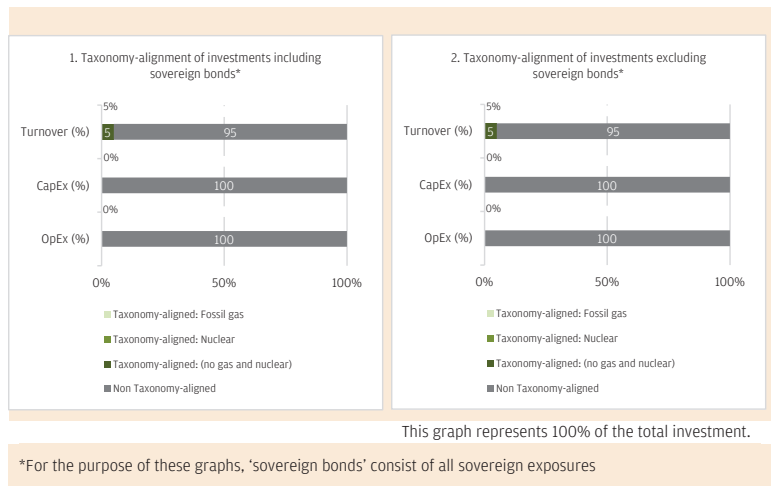 1. Taxonomy-alignment of investments including
sovereign bonds*
5%
Turnover (%)
5
95
0%
CapEx (%)
100
0%
OpEx (%)
100
0%
50%
100%
Taxonomy-aligned: Fossil gas
Taxonomy-aligned: Nuclear
Taxonomy-aligned: (no gas and nuclear)
Non Taxonomy-aligned
2. Taxonomy-alignment of investments excluding
sovereign bonds*
5%
Turnover (%)
5
95
0%
CapEx (%)
100
0%
OpEx (%)
100
0%
50%
100%
Taxonomy-aligned: Fossil gas
Taxonomy-aligned: Nuclear
Taxonomy-aligned: (no gas and nuclear)
Non Taxonomy-aligned
This graph represents 100% of the total investment.
*For the purpose of these graphs, ‘sovereign bonds’ consist of all sovereign exposures